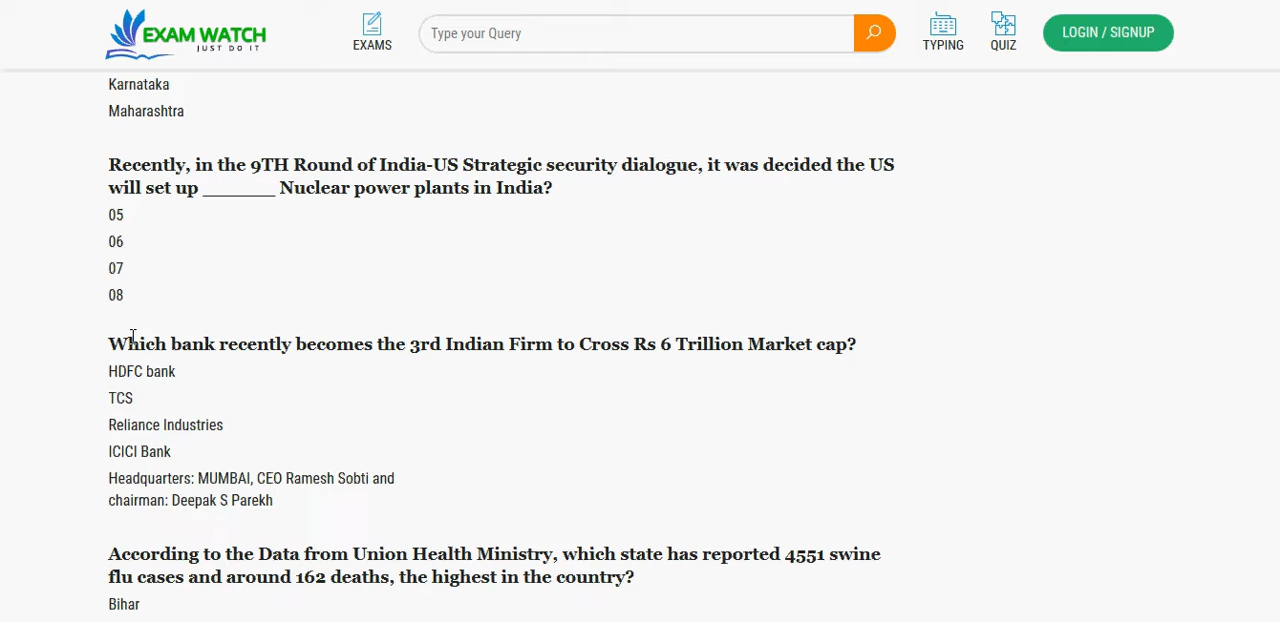 EXAM WATCH
JUST DO IT
EXAMS
Type your Query
TYPING
QUIZ
LOGIN / SIGNUP
Karnataka
Maharashtra
Recently, in the 9TH Round of India-US Strategic security dialogue, it was decided the US
will set up _______ Nuclear power plants in India?
05
06
07
08
Which bank recently becomes the 3rd Indian Firm to Cross Rs 6 Trillion Market cap?
HDFC bank
TCS
Reliance Industries
ICICI Bank
Headquarters: MUMBAI, CEO Ramesh Sobti and
chairman: Deepak S Parekh
According to the Data from Union Health Ministry, which state has reported 4551 swine
flu cases and around 162 deaths, the highest in the country?
Bihar